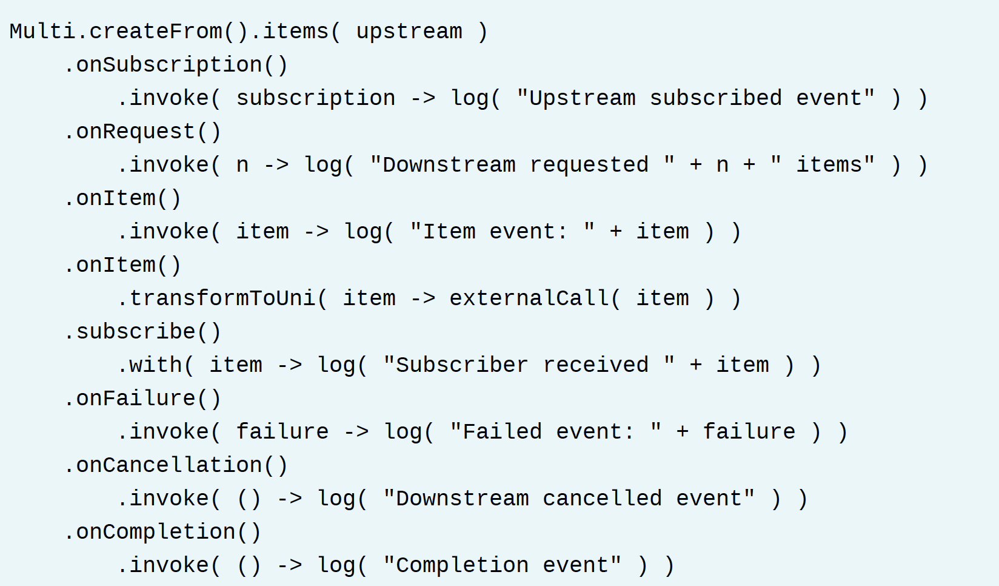 Multi.createFrom().items( upstream )
.onSubscription()
.invoke( subscription -> log( "Upstream subscribed event" ) )
.onRequest()
.invoke( n -> log( "Downstream requested " + n + " items" ) )
.onItem()
.invoke( item -> log( "Item event: " + item ) )
.onItem()
.transformToUni( item -> externalCall( item ) )
.subscribe()
.with( item -> log( "Subscriber received " + item ) )
.onFailure()
.invoke( failure -> log( "Failed event: " + failure ) )
.onCancellation()
.invoke( () -> log( "Downstream cancelled event" ) )
.onCompletion()
.invoke( () -> log( "Completion event" ) )